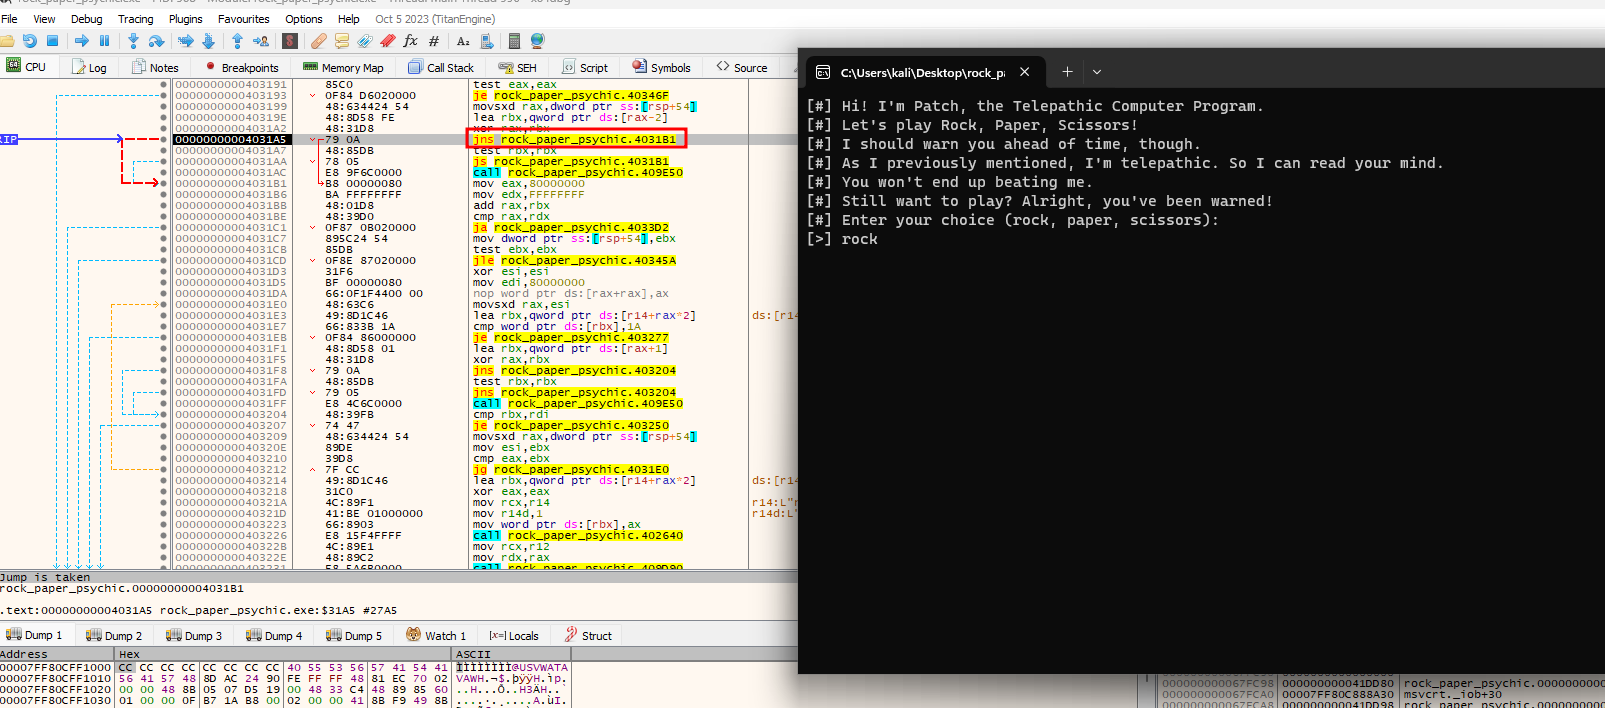 File View Debug Tracing Plugins Favourites Options Help Oct 5 2023 (TitanEngine)
CPU Log Notes Breakpoints Memory Map Call Stack SEH Script Symbols Source
0000000000403191 85C0 test eax,eax
0000000000403193 0F84 D6020000 je rock_paper_psychic.40346F
0000000000403199 48:634424 54 movsxd rax,dword ptr ss:[rsp+54]
000000000040319E 48:8D58 FE lea rbx,qword ptr ds:[rax-2]
00000000004031A2 48:31D8 xor rax,rbx
00000000004031A5 79 0A jns rock_paper_psychic.4031B1
00000000004031A7 48:85DB test rbx,rbx
00000000004031AA 78 05 js rock_paper_psychic.4031B1
00000000004031AC E8 9F6C0000 call rock_paper_psychic.409E50
00000000004031B1 B8 00000080 mov eax,80000000
00000000004031B6 BA FFFFFFFF mov edx,FFFFFFFF
00000000004031BB 48:01D8 add rax,rbx
00000000004031BE 48:39D0 cmp rax,rdx
00000000004031C1 0F87 0B020000 ja rock_paper_psychic.4033D2
00000000004031C7 895C24 54 mov dword ptr ss:[rsp+54],ebx
00000000004031CB 85DB test ebx,ebx
00000000004031CD 0F8E 87020000 jle rock_paper_psychic.40345A
00000000004031D3 31F6 xor esi,esi
00000000004031D5 BF 00000080 mov edi,80000000
00000000004031DA 66:0F1F4400 00 nop word ptr ds:[rax+rax],ax
00000000004031E0 48:63C6 movsxd rax,esi
00000000004031E3 49:8D1C46 lea rbx,qword ptr ds:[r14+rax*2] ds:[r14
00000000004031E7 66:833B 1A cmp word ptr ds:[rbx],1A
00000000004031EB 0F84 86000000 je rock_paper_psychic.403277
00000000004031F1 48:8D58 01 lea rbx,qword ptr ds:[rax+1]
00000000004031F5 48:31D8 xor rax,rbx
00000000004031F8 79 0A jns rock_paper_psychic.403204
00000000004031FA 48:85DB test rbx,rbx
00000000004031FD 79 05 jns rock_paper_psychic.403204
00000000004031FF E8 4C6C0000 call rock_paper_psychic.409E50
0000000000403204 48:39FB cmp rbx,rdi
0000000000403207 74 47 je rock_paper_psychic.403250
0000000000403209 48:634424 54 movsxd rax,dword ptr ss:[rsp+54]
000000000040320E 89DE mov esi,ebx
0000000000403210 39D8 cmp eax,ebx
0000000000403212 7F CC jg rock_paper_psychic.4031E0
0000000000403214 49:8D1C46 lea rbx,qword ptr ds:[r14+rax*2] ds:[r14
0000000000403218 31C0 xor eax,eax
000000000040321A 4C:89F1 mov rcx,r14 r14:L"
000000000040321D 41:BE 01000000 mov r14d,1 r14d:L"
0000000000403223 66:8903 mov word ptr ds:[rbx],ax
0000000000403226 E8 15F4FFFF call rock_paper_psychic.402640
000000000040322B 4C:89E1 mov rcx,r12
000000000040322E 48:89C2 mov rdx,rax
0000000000403231 E8 5A6B0000 call rock_paper_psychic.409D90
Jump is taken
rock_paper_psychic.00000000004031B1
.text:00000000004031A5 rock_paper_psychic.exe:$31A5 #27A5
Dump 1 Dump 2 Dump 3 Dump 4 Dump 5 Watch 1 [x=] Locals Struct
Address Hex ASCII
00007FF80CFF1000 CC CC CC CC CC CC CC CC 40 55 53 56 57 41 54 41 ÌÌÌÌÌÌÌÌ@USVWATA
00007FF80CFF1010 56 41 57 48 8D AC 24 90 FE FF FF 48 81 EC 70 02 VAWH.¬$.þÿÿH.ìp.
00007FF80CFF1020 00 00 48 8B 05 07 D5 19 00 48 33 C4 48 89 85 60 ..H...Õ..H3ÄH..`
00007FF80CFF1030 01 00 00 0F B7 1A B8 00 02 00 00 41 8B F9 49 8B
C:\Users\kali\Desktop\rock_p
[#] Hi! I'm Patch, the Telepathic Computer Program.
[#] Let's play Rock, Paper, Scissors!
[#] I should warn you ahead of time, though.
[#] As I previously mentioned, I'm telepathic. So I can read your mind.
[#] You won't end up beating me.
[#] Still want to play? Alright, you've been warned!
[#] Enter your choice (rock, paper, scissors):
[>] rock
000000000067FC98 000000000041DD80 rock_paper_psychic.
000000000067FCA0 00007FF80C888A30 msvcrt._iob+30
000000000067FCA8 000000000041DD98 rock_paper_psychic.